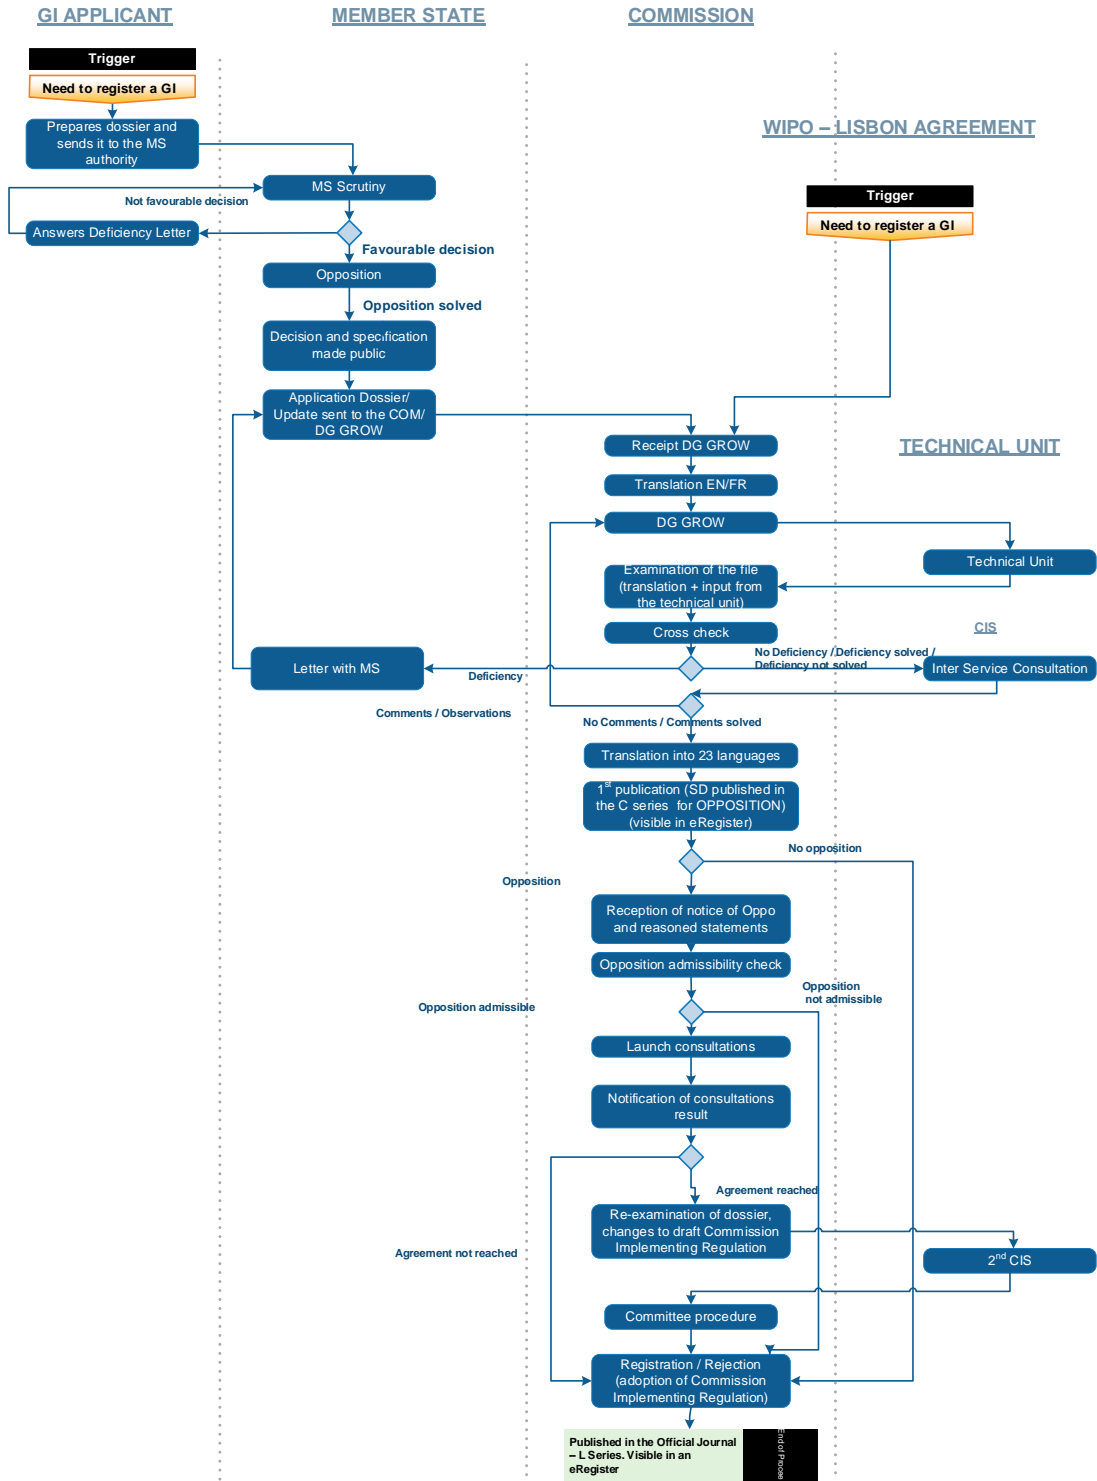 GI APPLICANT
MEMBER STATE
COMMISSION
Trigger
Need to register a GI
Prepares dossier and
sends it to the MS
authority
WIPO – LISBON AGREEMENT
MS Scrutiny
Not favourable decision
Trigger
Need to register a GI
Answers Deficiency Letter
Favourable decision
Opposition
Opposition solved
Decision and specification
made public
Application Dossier/
Update sent to the COM/
DG GROW
Receipt DG GROW
TECHNICAL UNIT
Translation EN/FR
DG GROW
Technical Unit
Examination of the file
(translation + input from
the technical unit)
Cross check
CIS
No Deficiency / Deficiency solved /
Deficiency not solved
Letter with MS
Deficiency
Inter Service Consultation
Comments / Observations
No Comments / Comments solved
Translation into 23 languages
1st publication (SD published in
the C series for OPPOSITION)
(visible in eRegister)
No opposition
Opposition
Reception of notice of Oppo
and reasoned statements
Opposition admissibility check
Opposition
not admissible
Opposition admissible
Launch consultations
Notification of consultations
result
Agreement reached
Re-examination of dossier,
changes to draft Commission
Implementing Regulation
Agreement not reached
2nd CIS
Committee procedure
Registration / Rejection
(adoption of Commission
Implementing Regulation)
Published in the Official Journal
– L Series. Visible in an
eRegister
End of Proce